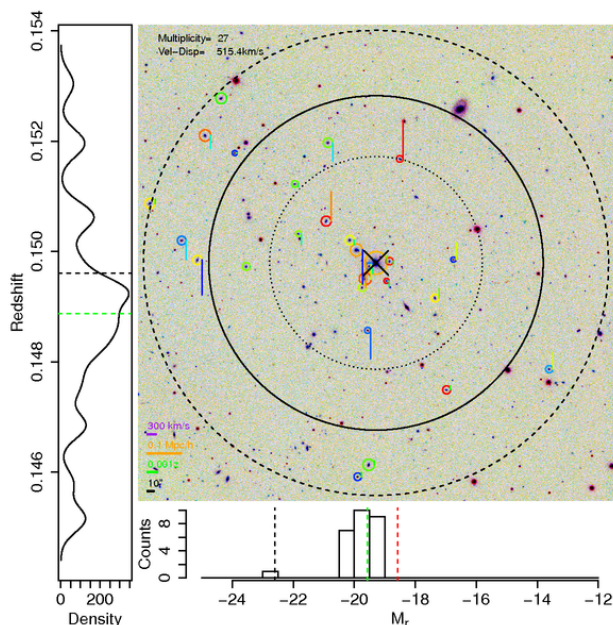 Multiplicity= 27
Vel-Disp= 515.4km/s
0.154
0.152
0.150
0.148
0.146
Redshift
0 200
Density
300 km/s
0.1 Mpc/h
0.001z
10"
8
4
0
Counts
−24 −22 −20 −18 −16 −14 −12
M_r